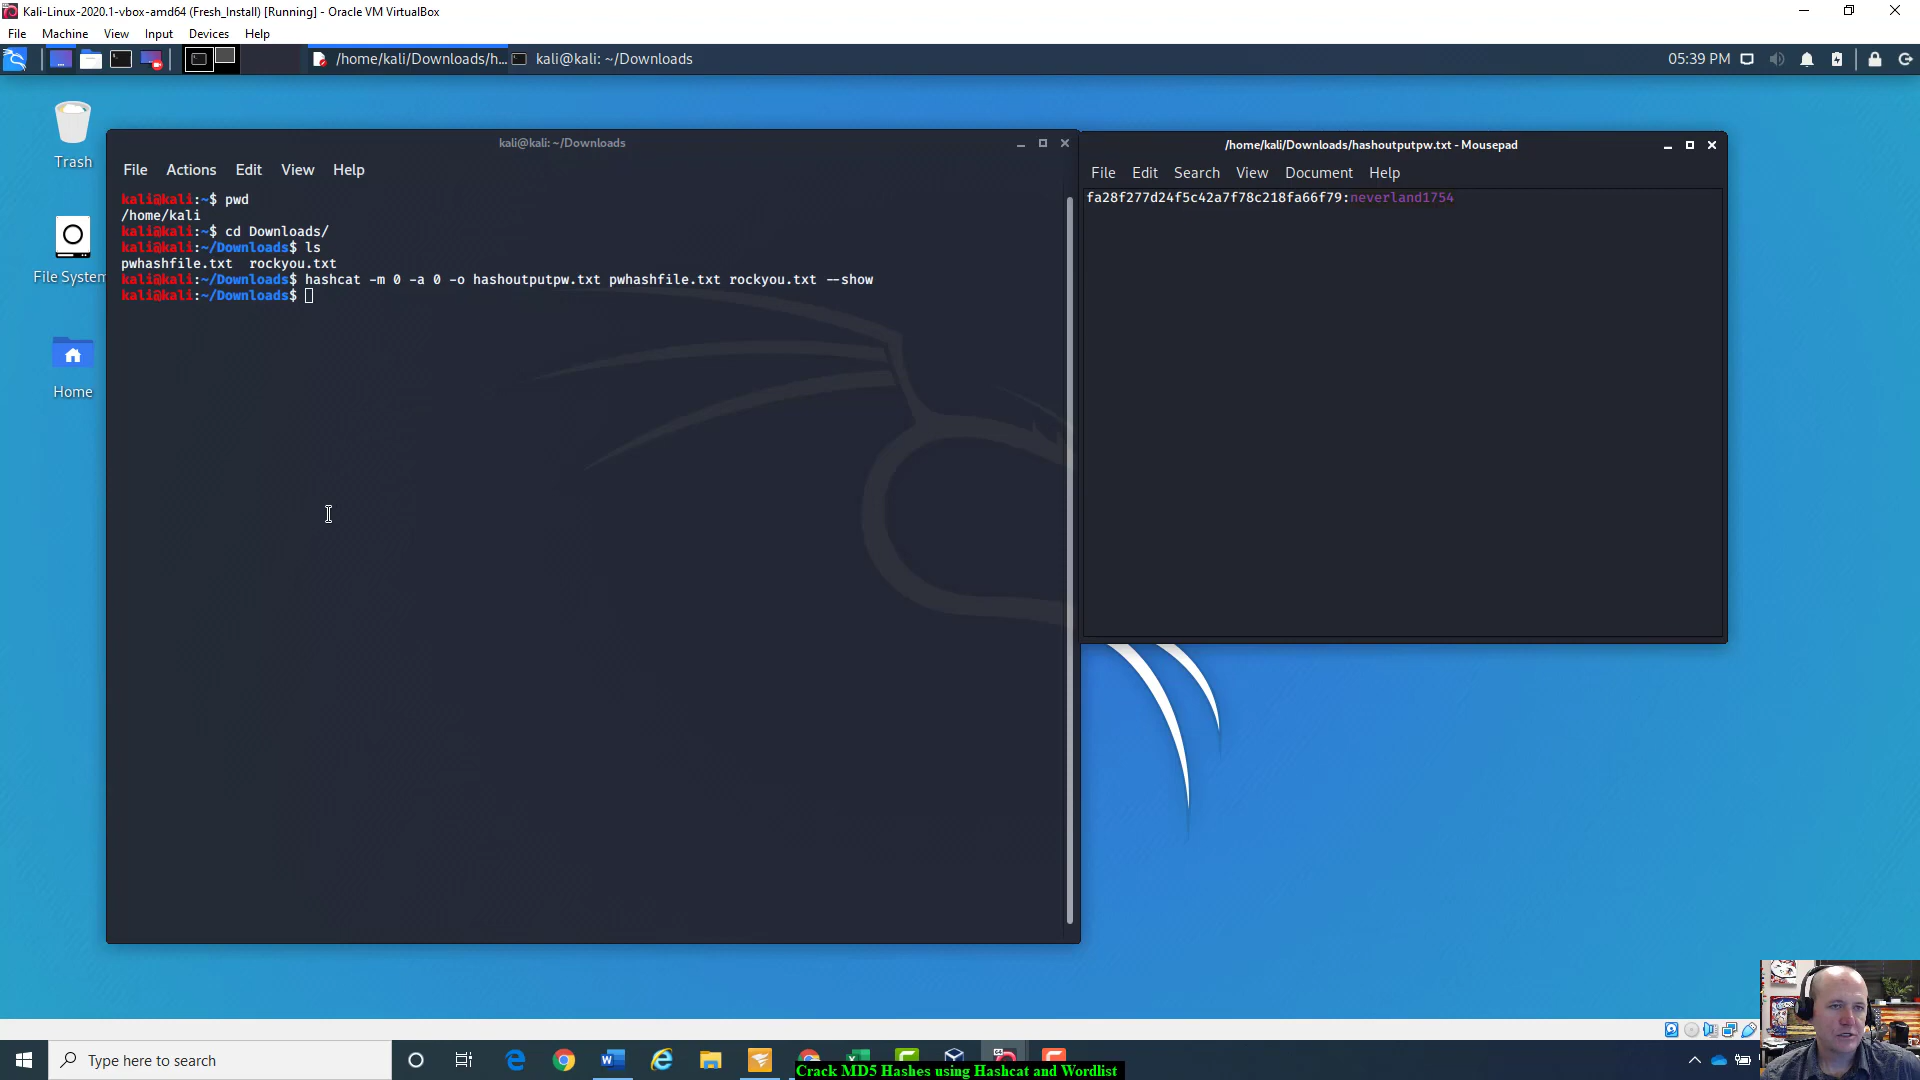 Kali-Linux-2020.1-vbox-amd64 (Fresh_Install) [Running] - Oracle VM VirtualBox
File Machine View Input Devices Help
/home/kali/Downloads/h... kali@kali: ~/Downloads 05:39 PM
Trash
File System
Home
kali@kali: ~/Downloads
File Actions Edit View Help
kali@kali:~$ pwd
/home/kali
kali@kali:~$ cd Downloads/
kali@kali:~/Downloads$ ls
pwhashfile.txt rockyou.txt
kali@kali:~/Downloads$ hashcat -m 0 -a 0 -o hashoutputpw.txt pwhashfile.txt rockyou.txt --show
kali@kali:~/Downloads$
/home/kali/Downloads/hashoutputpw.txt - Mousepad
File Edit Search View Document Help
fa28f277d24f5c42a7f78c218fa66f79:neverland1754
Type here to search
Crack MD5 Hashes using Hashcat and Wordlist